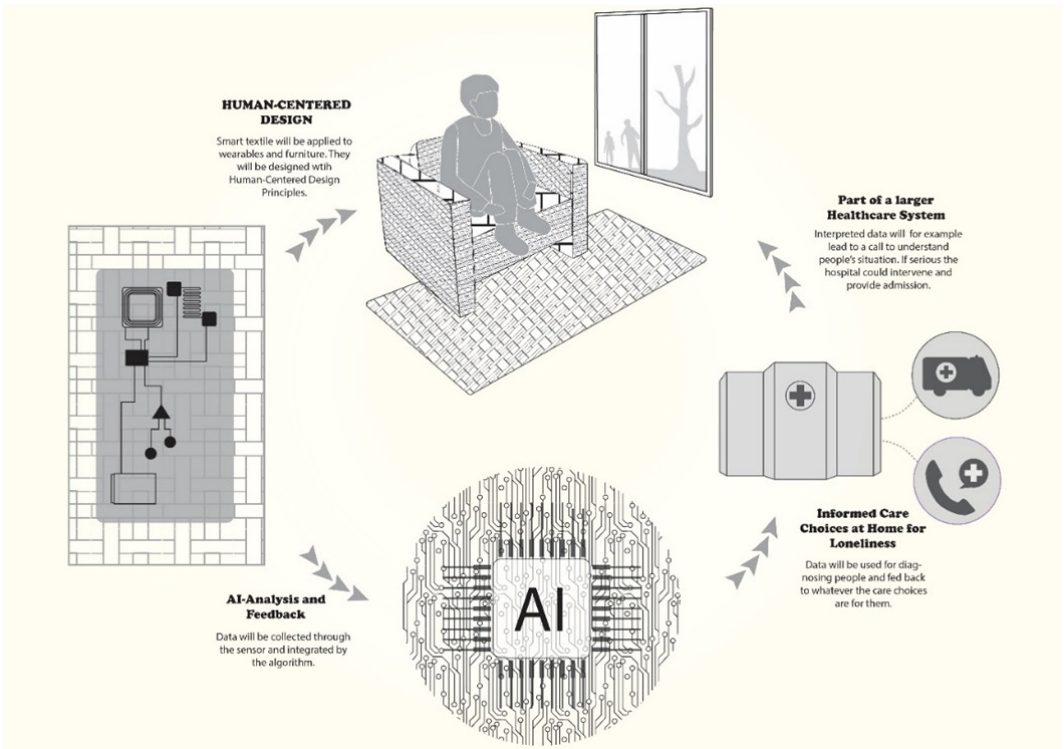 HUMAN-CENTERED
DESIGN
Smart textile will be applied to
wearables and furniture. They
will be designed wtih
Human-Centered Design
Principles.
Part of a larger
Healthcare System
Interpreted data will for example
lead to a call to understand
people's situation. If serious the
hospital could intervene and
provide admission.
AI-Analysis and
Feedback
Data will be collected through
the sensor and integrated by
the algorithm.
AI
Informed Care
Choices at Home for
Loneliness
Data will be used for diag-
nosing people and fed back
to whatever the care choices
are for them.